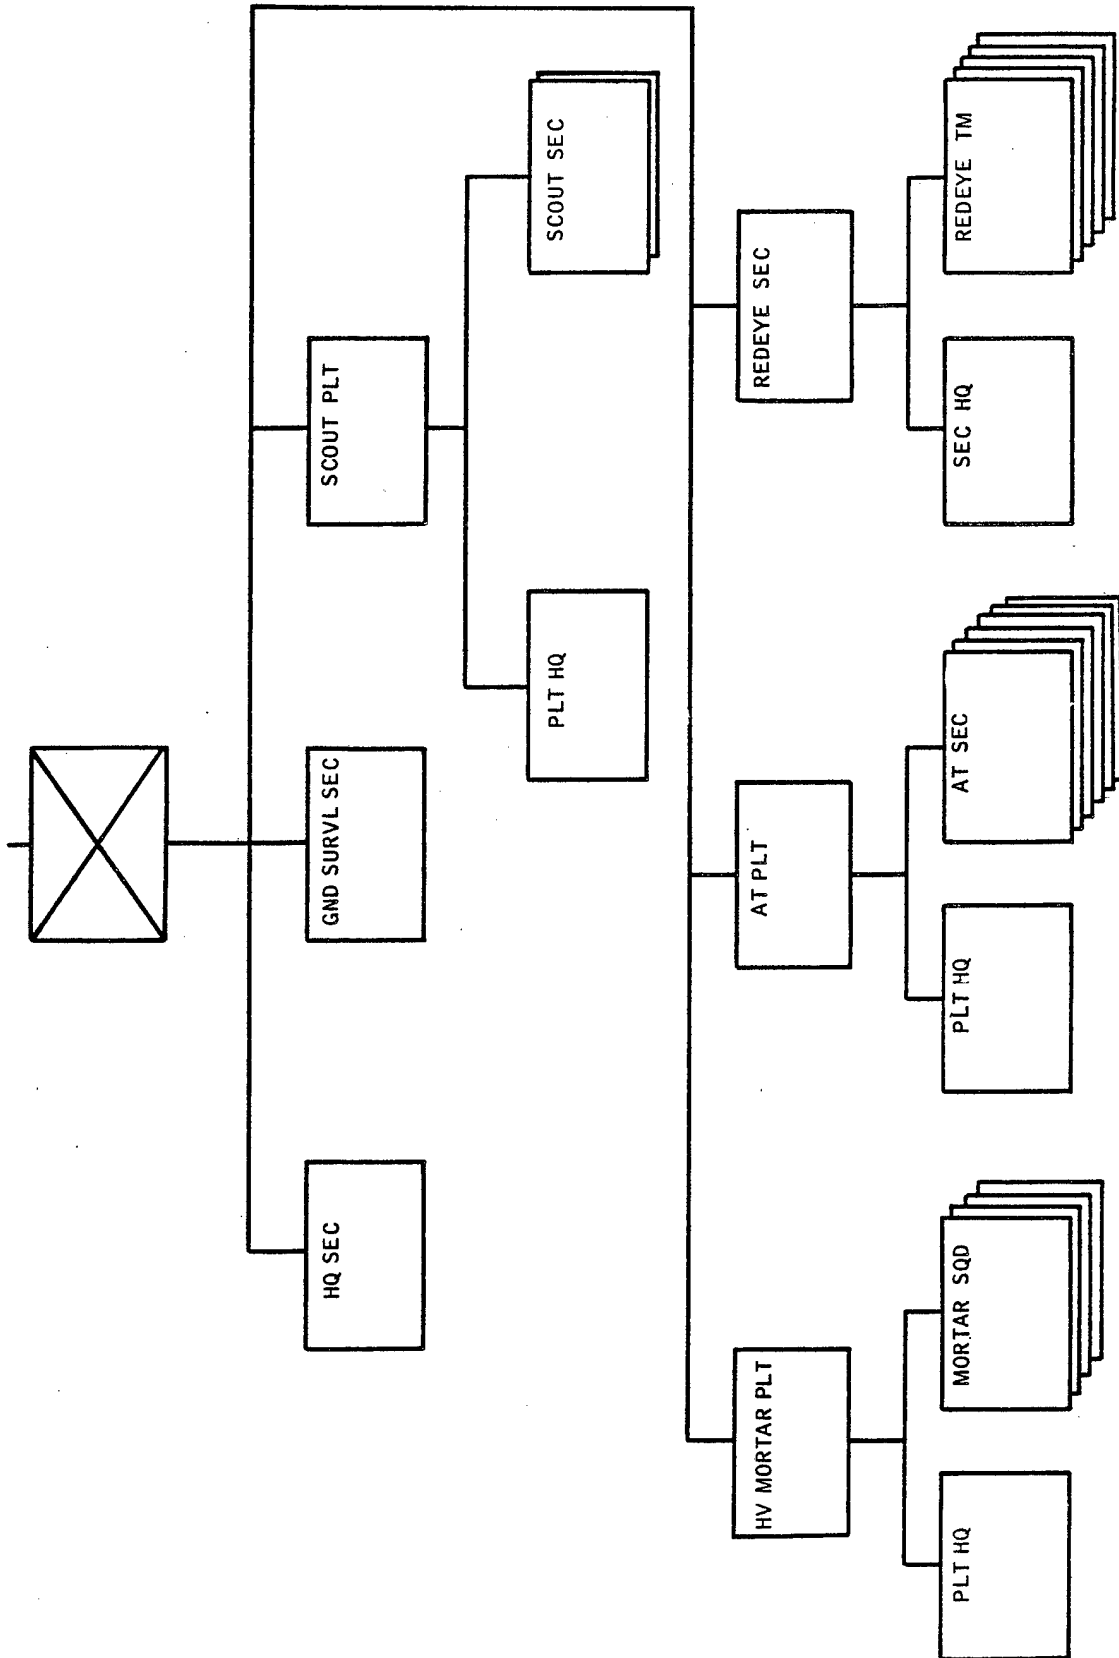 HQ SEC
GND SURVL SEC
SCOUT PLT
PLT HQ
SCOUT SEC
HV MORTAR PLT
AT PLT
REDEYE SEC
PLT HQ
MORTAR SQD
PLT HQ
AT SEC
SEC HQ
REDEYE TM